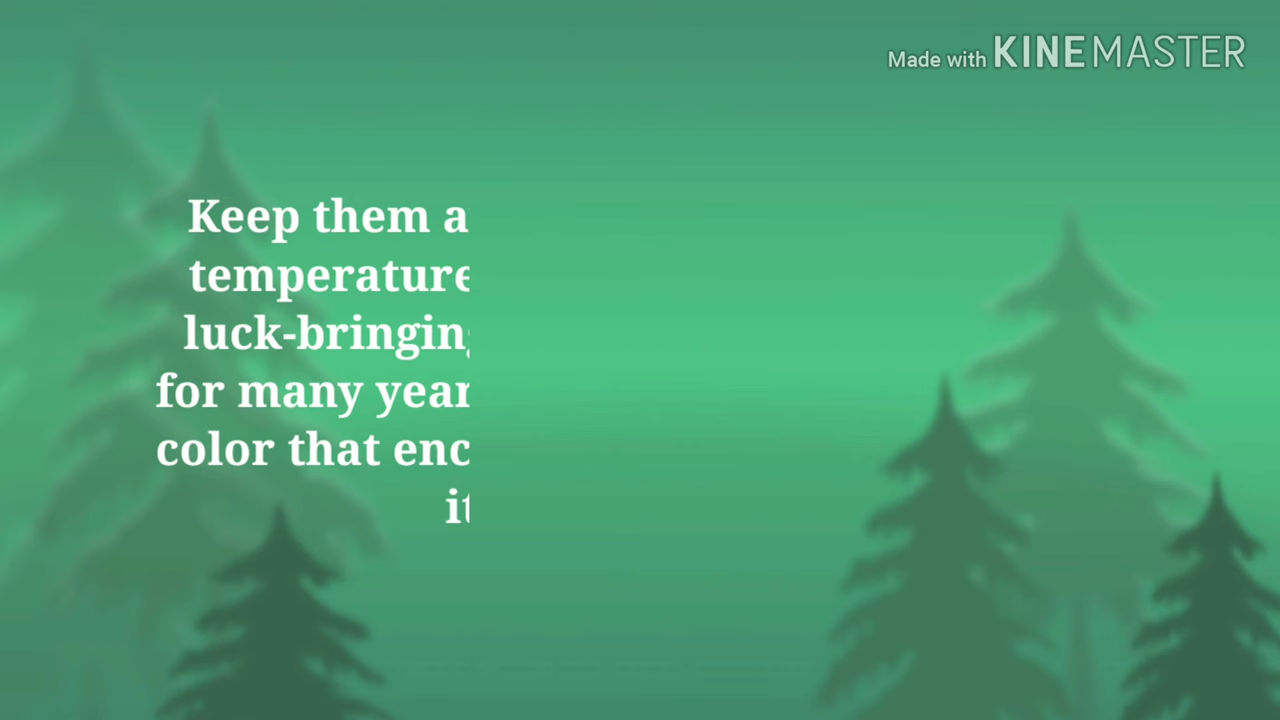 Made with KINEMASTER
Keep them a
temperature
luck-bringin
for many year
color that enc
it